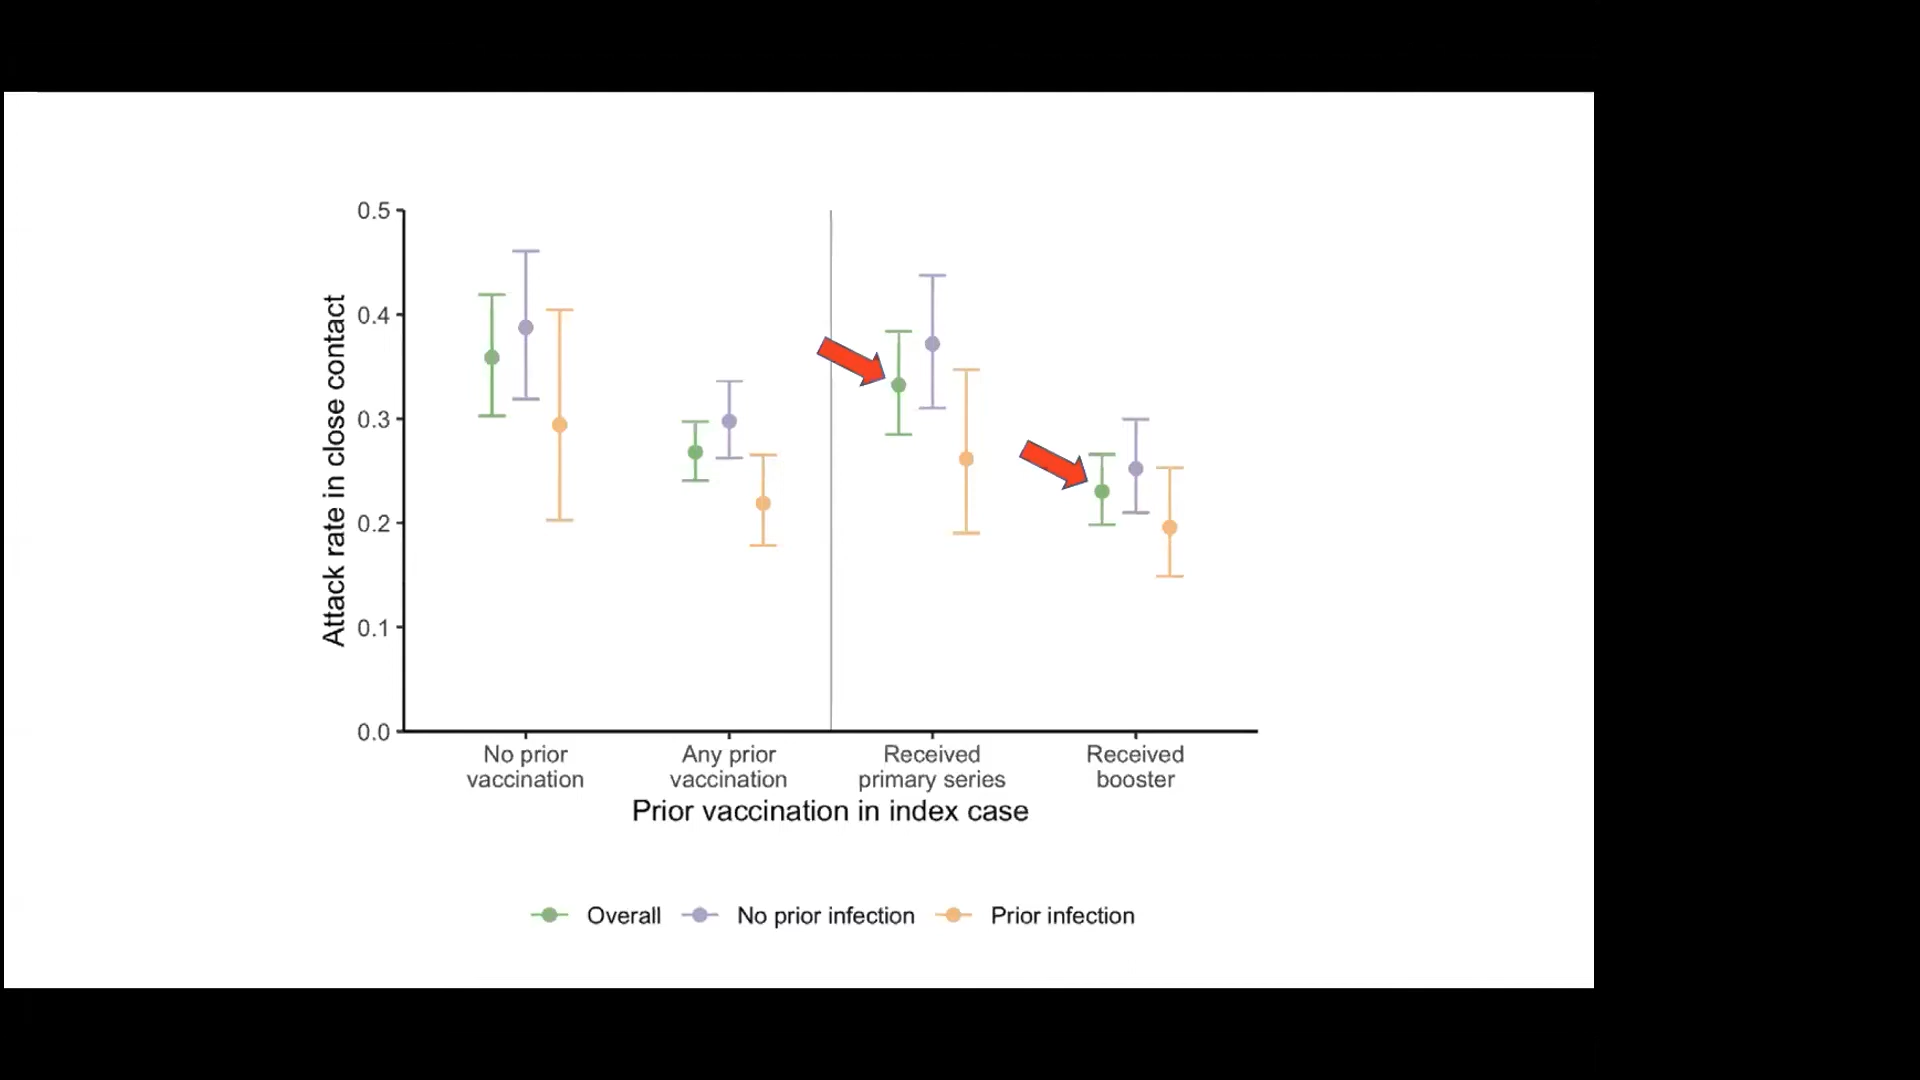 0.5
0.4
0.3
0.2
0.1
0.0
Attack rate in close contact
No prior
vaccination
Any prior
vaccination
Received
primary series
Received
booster
Prior vaccination in index case
Overall
No prior infection
Prior infection